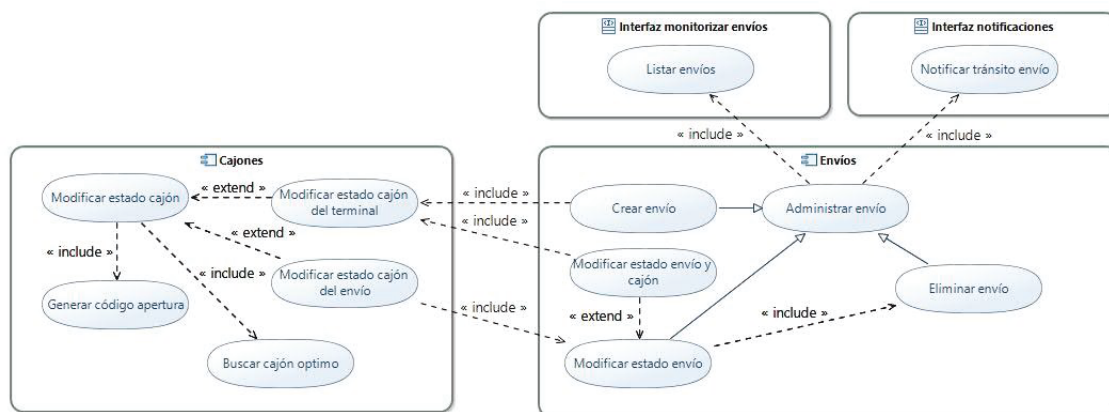 Interfaz monitorizar envíos
Listar envíos
Interfaz notificaciones
Notificar tránsito envío
« include »
« include »
Cajones
Modificar estado cajón
« extend »
Modificar estado cajón
del terminal
« extend »
« include »
« include »
Modificar estado cajón
del envío
Generar código apertura
Buscar cajón optimo
« include »
« include »
« include »
Envíos
Crear envío
Administrar envío
Modificar estado envío y
cajón
« extend »
Eliminar envío
« include »
Modificar estado envío